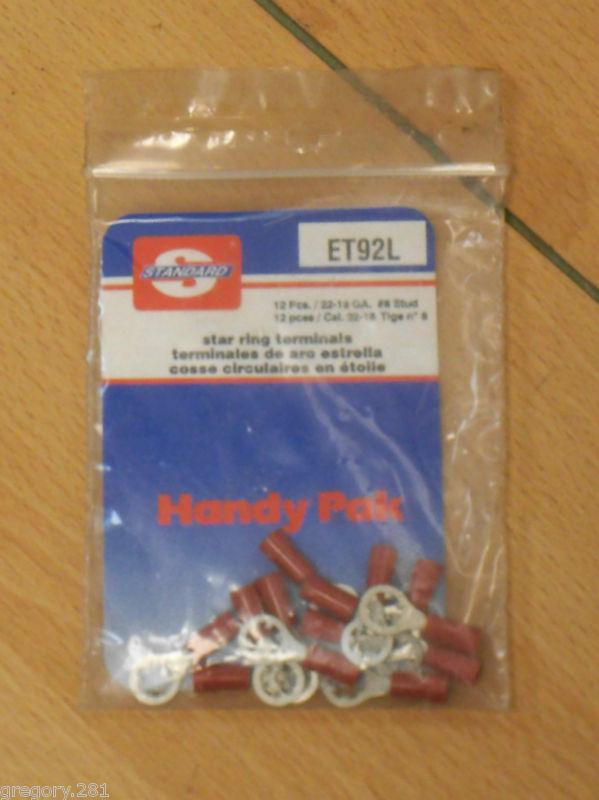 STANDARD
ET92L
12 Pcs. / 22-18 GA. #8 Stud
12 pces / Cal. 22-18 Tige n° 8
star ring terminals
terminales de aro estrella
cosse circulaires en étoile
Handy Pak
gregory.281